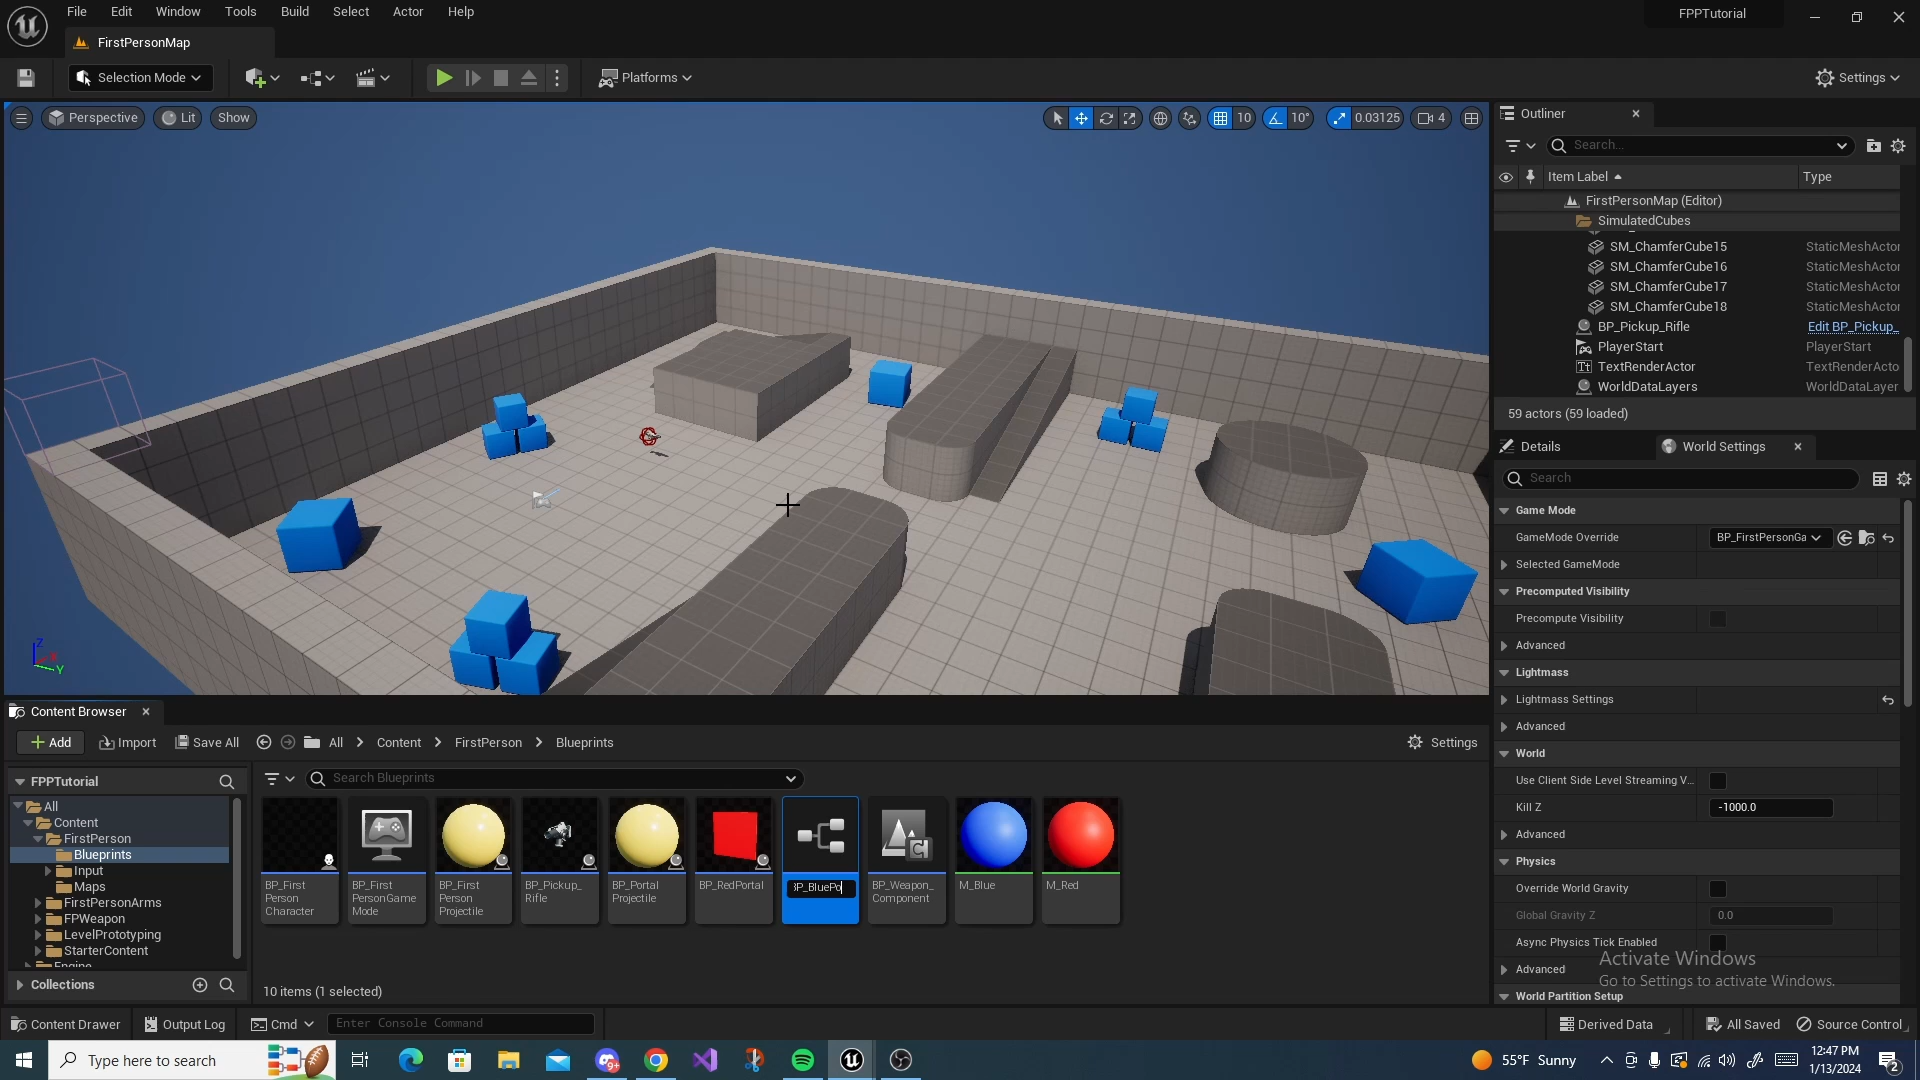 File Edit Window Tools Build Select Actor Help
FPPTutorial
FirstPersonMap
Selection Mode
Platforms
Settings
Perspective Lit Show
10 10° 0.03125 4
Outliner
Search...
Item Label Type
FirstPersonMap (Editor)
SimulatedCubes
SM_ChamferCube15 StaticMeshActor
SM_ChamferCube16 StaticMeshActor
SM_ChamferCube17 StaticMeshActor
SM_ChamferCube18 StaticMeshActor
BP_Pickup_Rifle Edit BP_Pickup_
PlayerStart PlayerStart
TextRenderActor TextRenderActo
WorldDataLayers WorldDataLayer
59 actors (59 loaded)
Details World Settings
Search
Game Mode
GameMode Override BP_FirstPersonGa
Selected GameMode
Precomputed Visibility
Precompute Visibility
Advanced
Lightmass
Lightmass Settings
Advanced
World
Use Client Side Level Streaming V...
Kill Z -1000.0
Advanced
Physics
Override World Gravity
Global Gravity Z 0.0
Async Physics Tick Enabled
Advanced
World Partition Setup
Activate Windows
Go to Settings to activate Windows.
Z
Y
Content Browser
Add Import Save All All Content FirstPerson Blueprints Settings
FPPTutorial
Search Blueprints
All
Content
FirstPerson
Blueprints
Input
Maps
FirstPersonArms
FPWeapon
LevelPrototyping
StarterContent
Engine
Collections
BP_First
Person
Character
BP_First
PersonGame
Mode
BP_First
Person
Projectile
BP_Pickup_
Rifle
BP_Portal
Projectile
BP_RedPortal
BP_BluePo
BP_Weapon_
Component
M_Blue
M_Red
10 items (1 selected)
Content Drawer Output Log Cmd Enter Console Command
Derived Data All Saved Source Control
Type here to search
9+
55°F Sunny
12:47 PM
1/13/2024
2